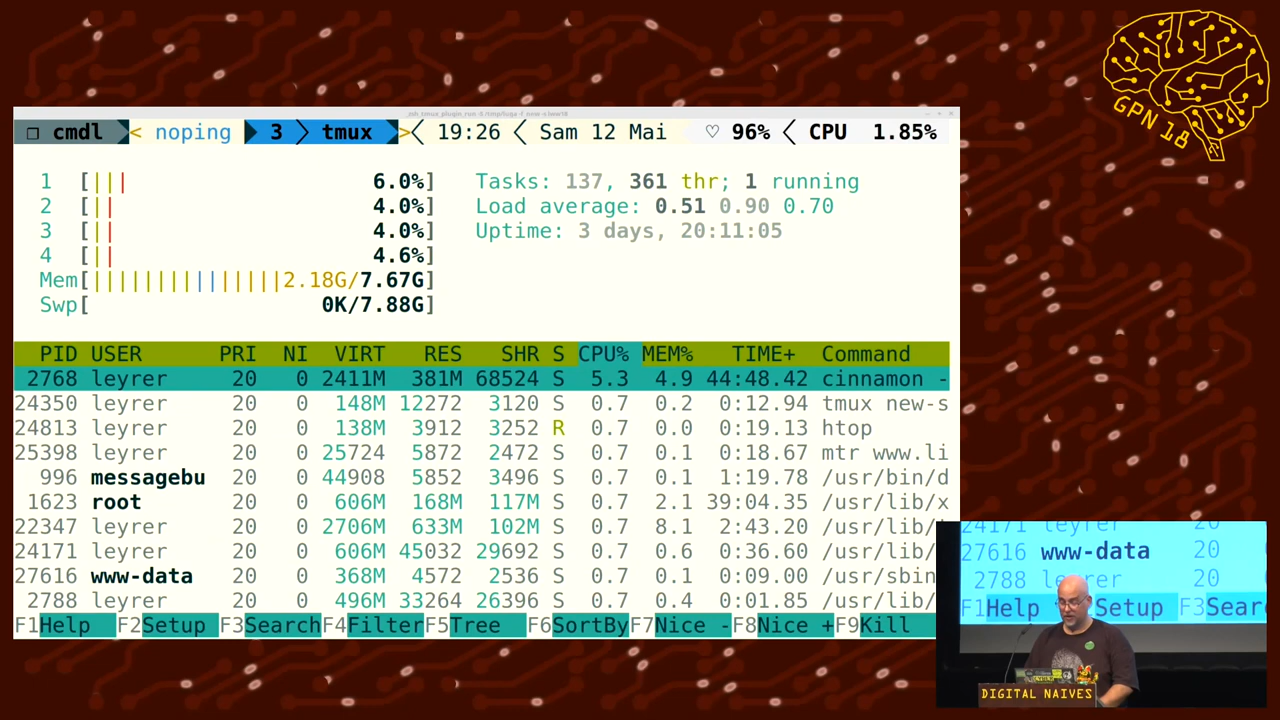 GPN 18
_zsh_tmux_plugin_run
□ cmdl < noping 3 tmux > 19:26 < Sam 12 Mai ♡ 96% < CPU 1.85%
1 [||| 6.0%] Tasks: 137, 361 thr; 1 running
2 [|| 4.0%] Load average: 0.51 0.90 0.70
3 [|| 4.0%] Uptime: 3 days, 20:11:05
4 [|| 4.6%]
Mem[||||||||||||||||2.18G/7.67G]
Swp[ 0K/7.88G]
PID USER PRI NI VIRT RES SHR S CPU% MEM% TIME+ Command
2768 leyrer 20 0 2411M 381M 68524 S 5.3 4.9 44:48.42 cinnamon -
24350 leyrer 20 0 148M 12272 3120 S 0.7 0.2 0:12.94 tmux new-s
24813 leyrer 20 0 138M 3912 3252 R 0.7 0.0 0:19.13 htop
25398 leyrer 20 0 25724 5872 2472 S 0.7 0.1 0:18.67 mtr www.li
996 messagebu 20 0 44908 5852 3496 S 0.7 0.1 1:19.78 /usr/bin/d
1623 root 20 0 606M 168M 117M S 0.7 2.1 39:04.35 /usr/lib/x
22347 leyrer 20 0 2706M 633M 102M S 0.7 8.1 2:43.20 /usr/lib/
24171 leyrer 20 0 606M 45032 29692 S 0.7 0.6 0:36.60 /usr/lib/
27616 www-data 20 0 368M 4572 2536 S 0.7 0.1 0:09.00 /usr/sbin
2788 leyrer 20 0 496M 33264 26396 S 0.7 0.4 0:01.85 /usr/lib/
F1Help F2Setup F3Search F4Filter F5Tree F6SortBy F7Nice - F8Nice + F9Kill
24171 leyrer 20
27616 www-data 20
2788 leyrer 20
F1Help Setup F3Sear
DIGITAL NAIVES